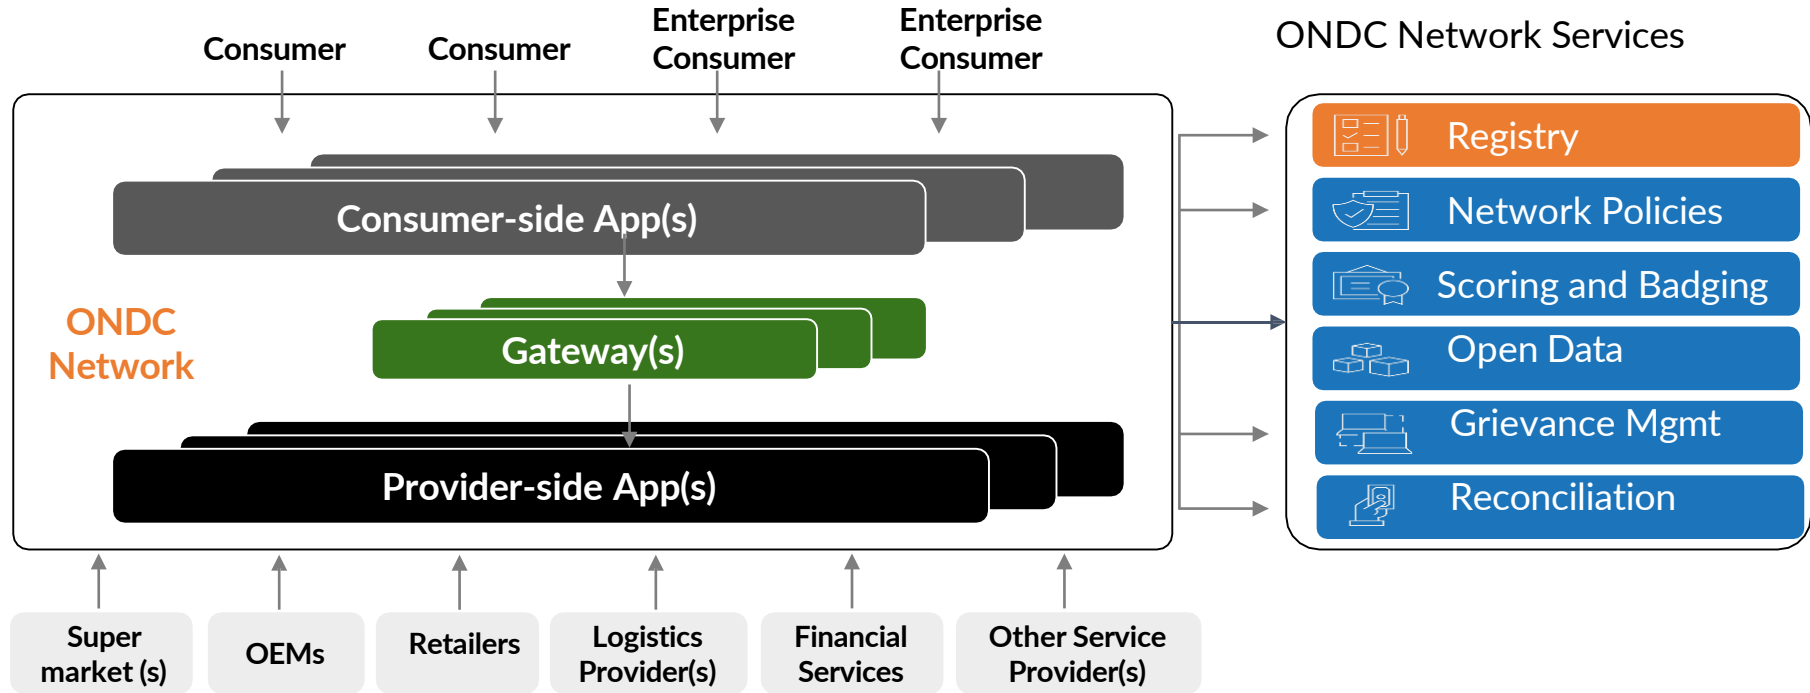 Consumer
Consumer
Enterprise
Consumer
Enterprise
Consumer
ONDC Network Services
Consumer-side App(s)
Gateway(s)
Provider-side App(s)
ONDC
Network
Registry
Network Policies
Scoring and Badging
Open Data
Grievance Mgmt
Reconciliation
Super
market (s)
OEMs
Retailers
Logistics
Provider(s)
Financial
Services
Other Service
Provider(s)